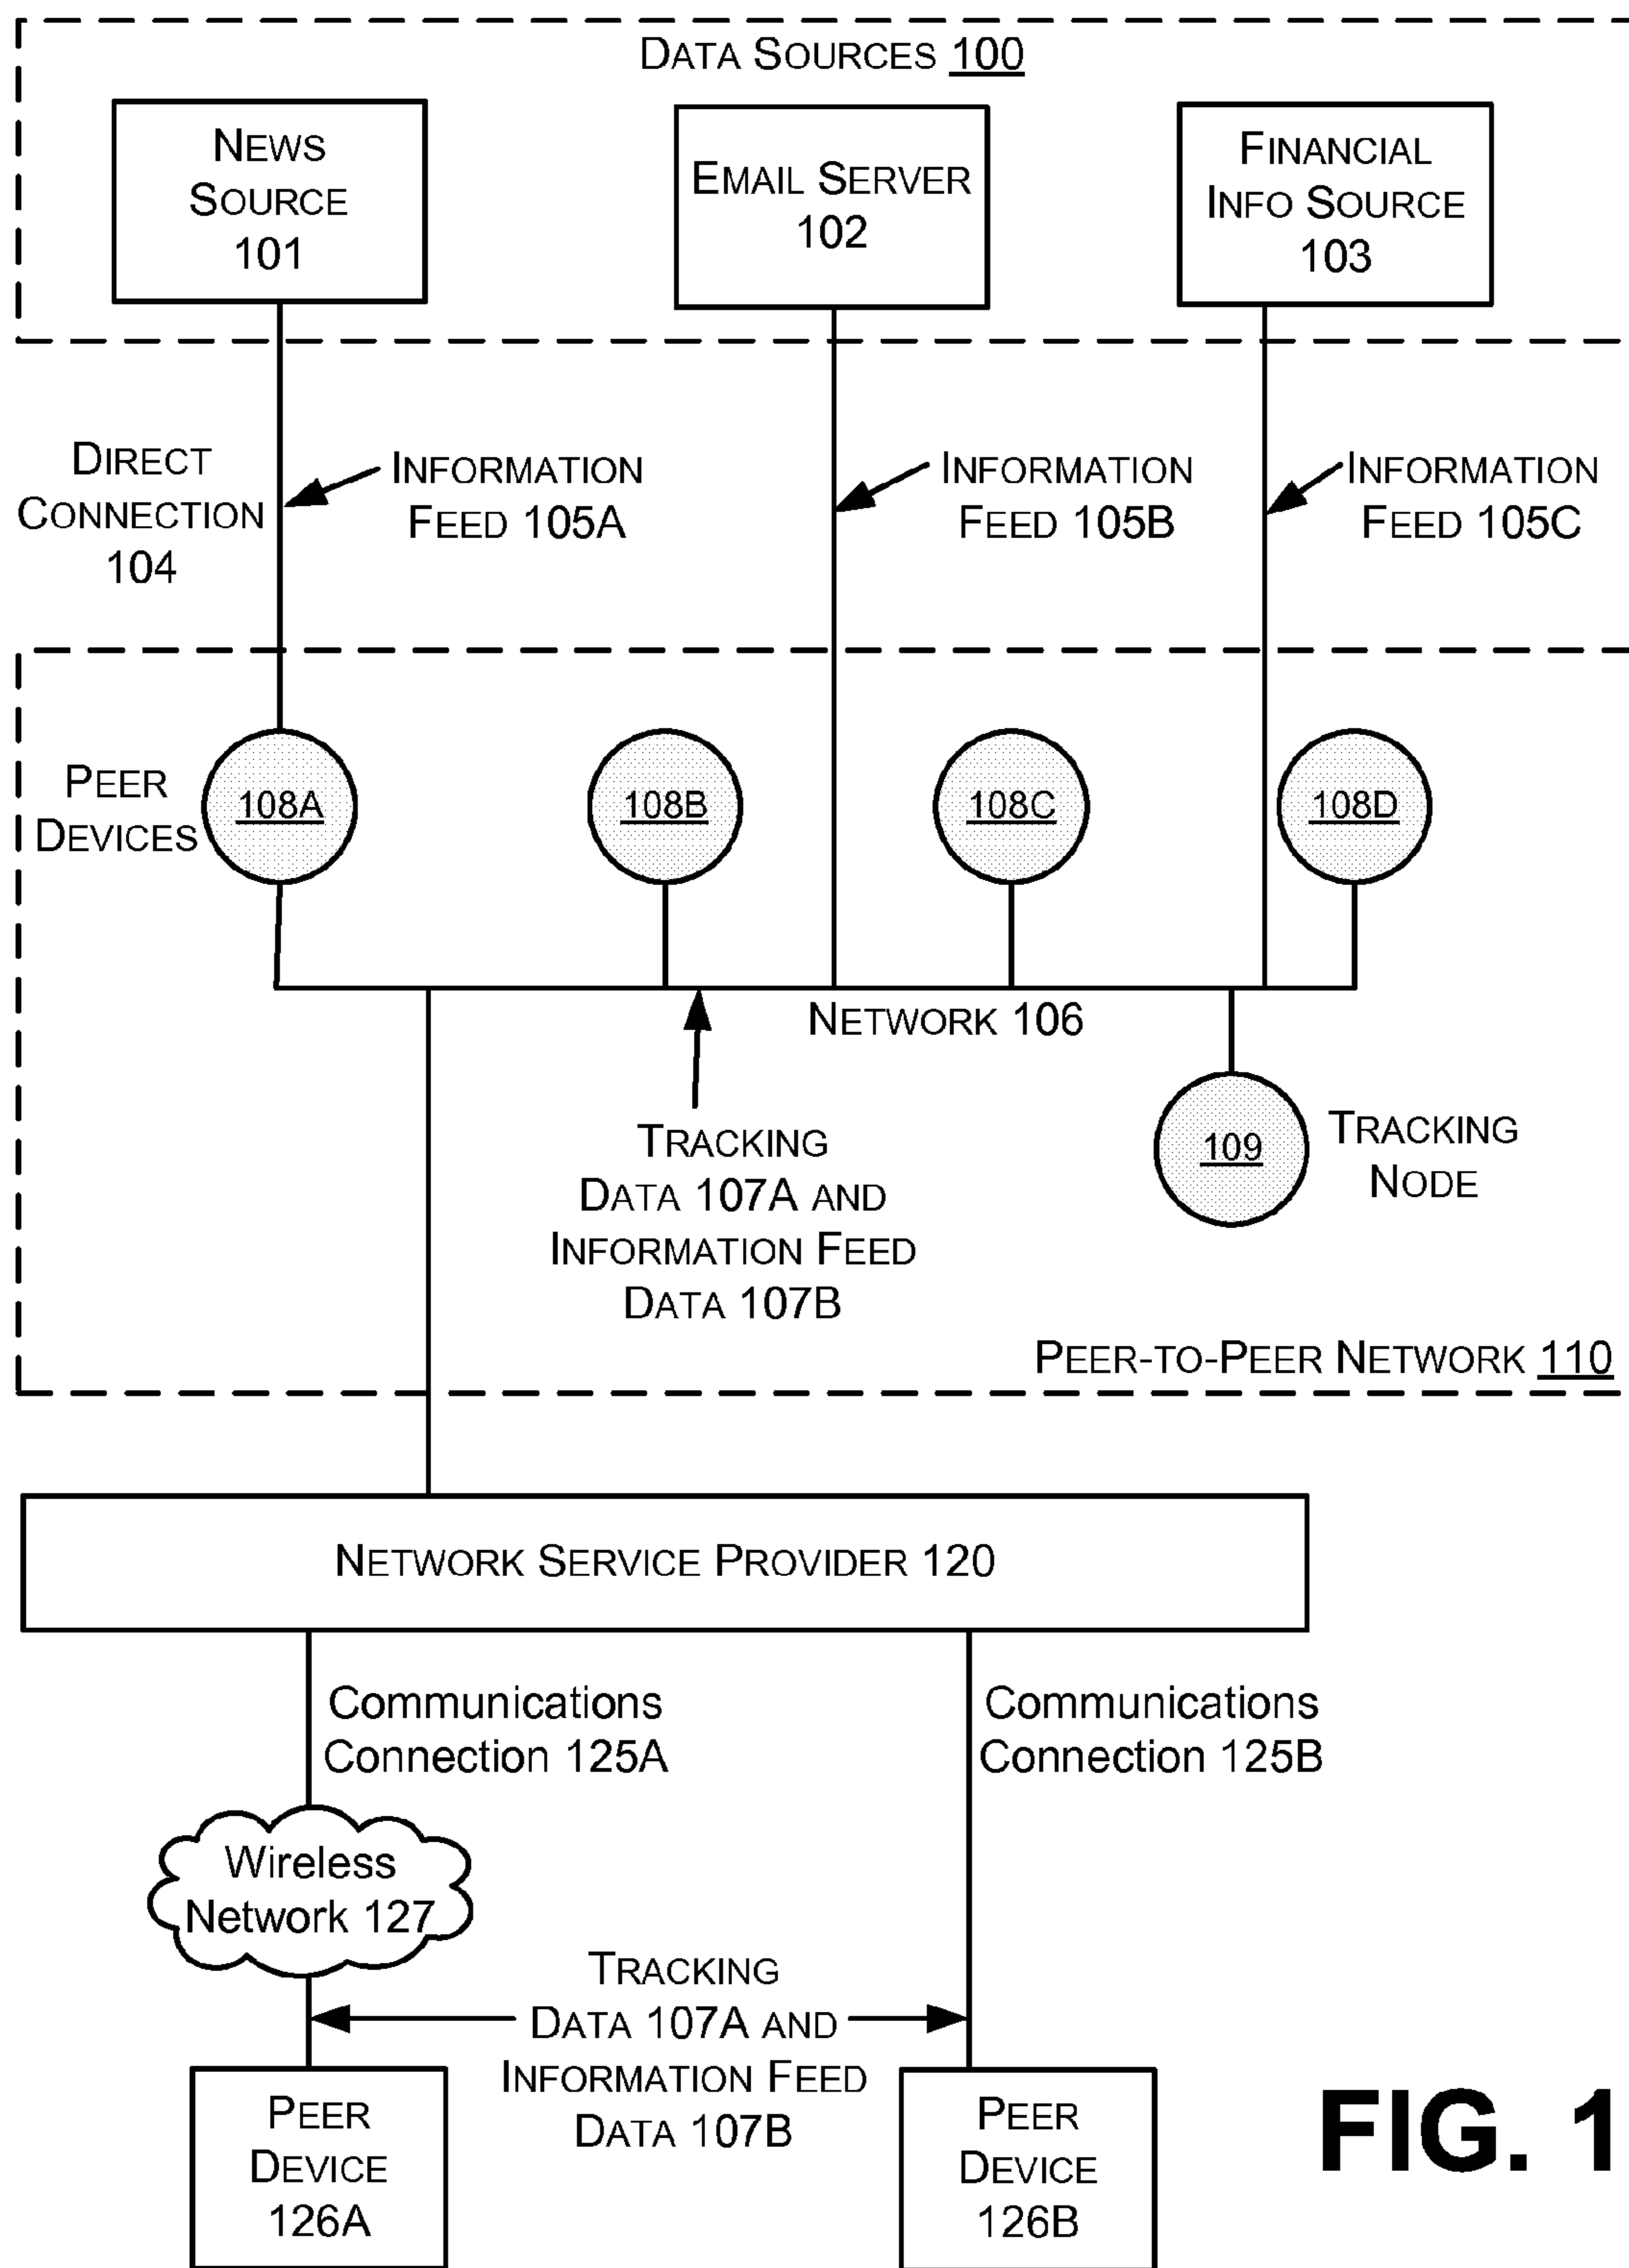 DATA SOURCES 100
NEWS
SOURCE
101
EMAIL SERVER
102
FINANCIAL
INFO SOURCE
103
DIRECT
CONNECTION
104
INFORMATION
FEED 105A
INFORMATION
FEED 105B
INFORMATION
FEED 105C
PEER
DEVICES
108A
108B
108C
108D
NETWORK 106
TRACKING
DATA 107A AND
INFORMATION FEED
DATA 107B
109
TRACKING
NODE
PEER-TO-PEER NETWORK 110
NETWORK SERVICE PROVIDER 120
Communications
Connection 125A
Communications
Connection 125B
Wireless
Network 127
TRACKING
DATA 107A AND
INFORMATION FEED
DATA 107B
PEER
DEVICE
126A
PEER
DEVICE
126B
FIG. 1